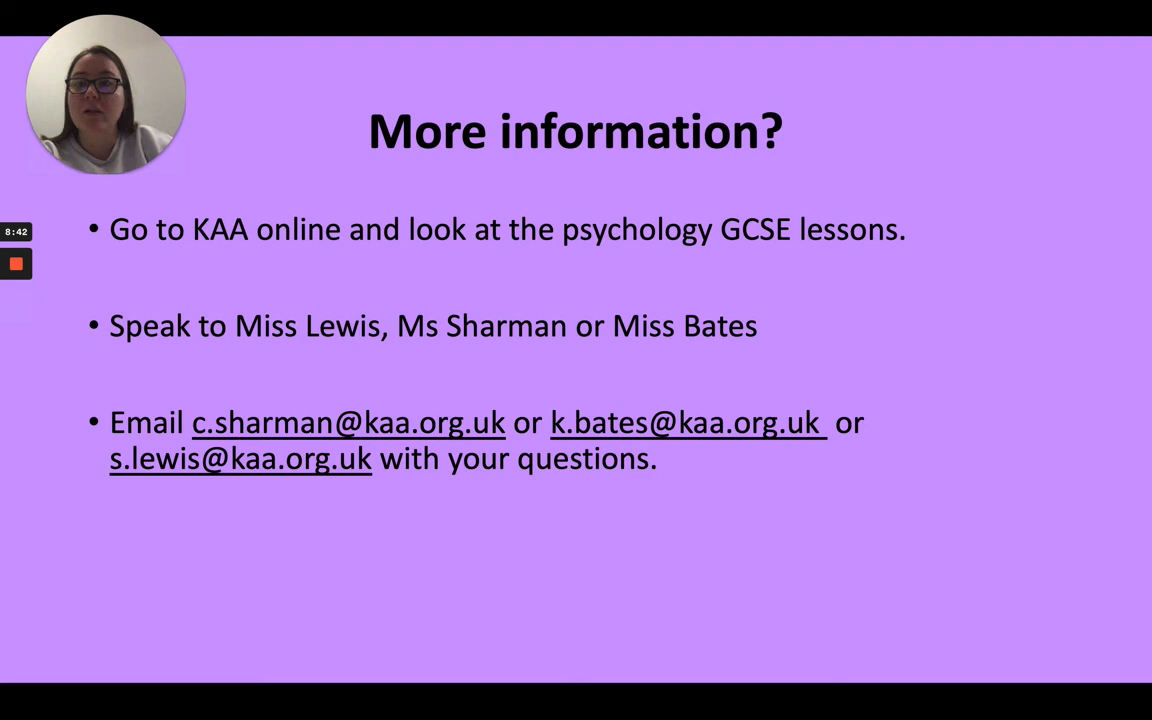 More information?
8:42
• Go to KAA online and look at the psychology GCSE lessons.
• Speak to Miss Lewis, Ms Sharman or Miss Bates
• Email c.sharman@kaa.org.uk or k.bates@kaa.org.uk or
s.lewis@kaa.org.uk with your questions.